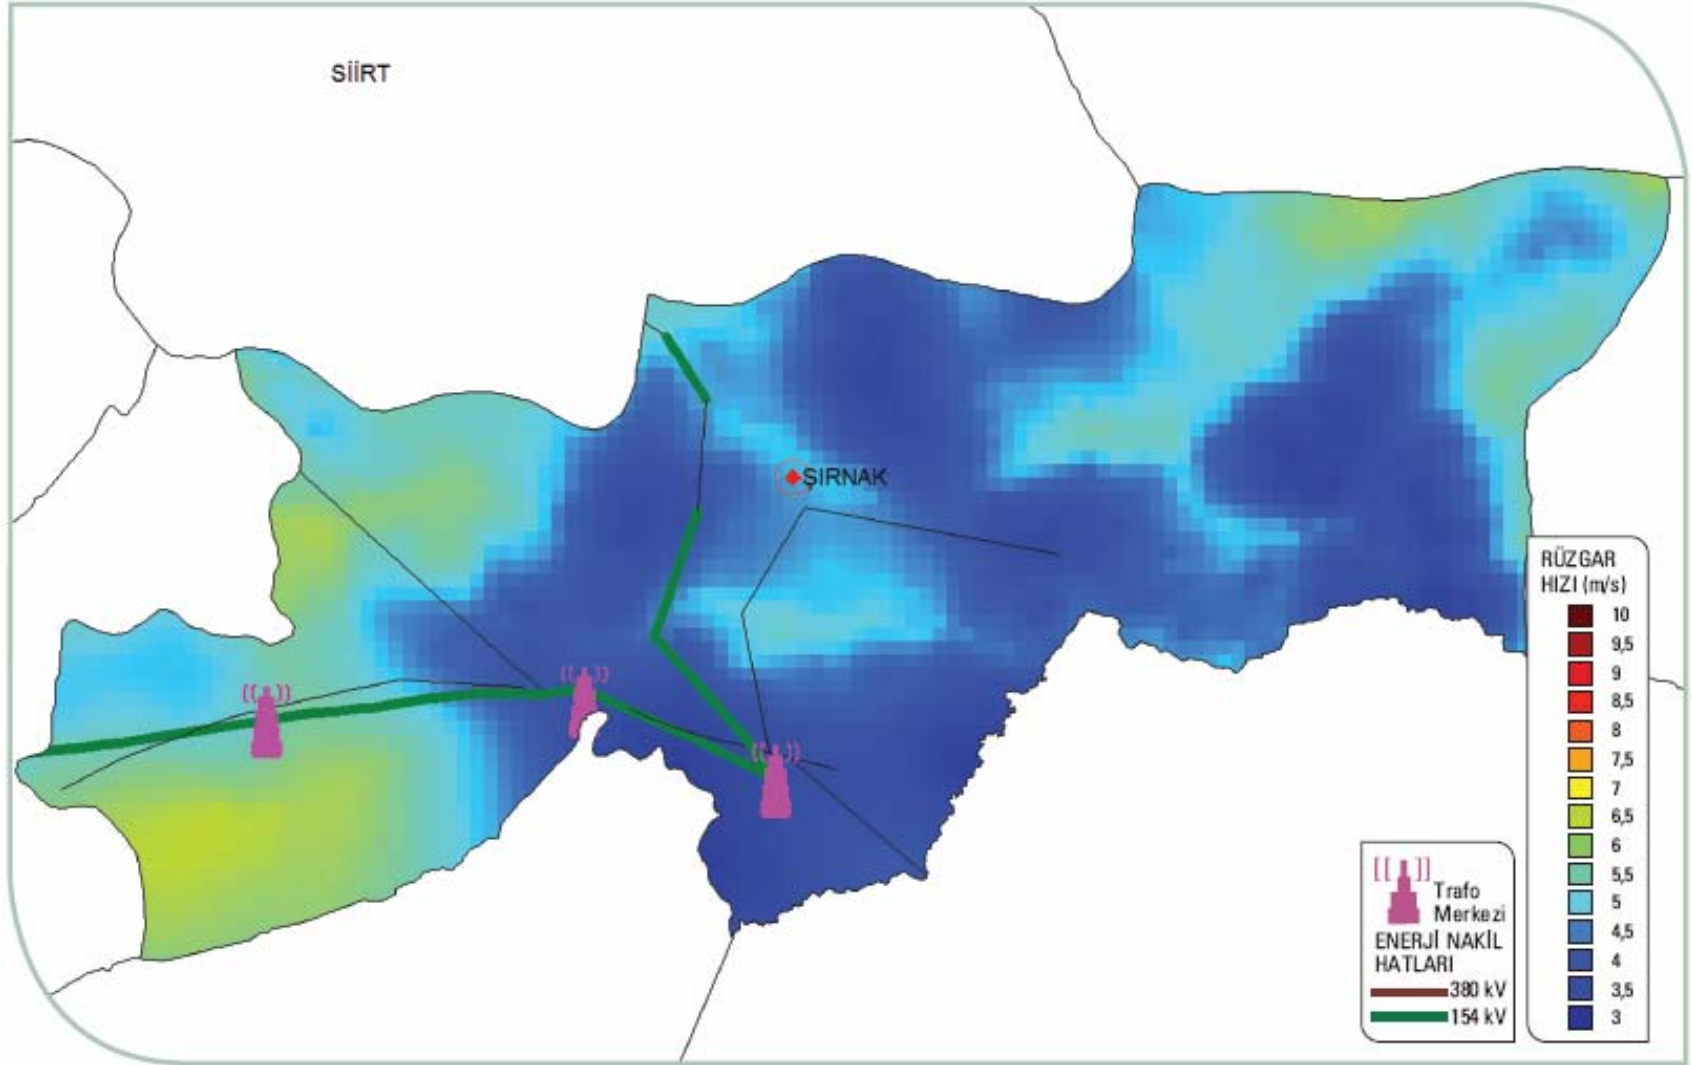 SİİRT
ŞIRNAK
RÜZGAR
HIZI (m/s)
10
9,5
9
8,5
8
7,5
7
6,5
6
5,5
5
4,5
4
3,5
3
Trafo
Merkezi
ENERJİ NAKİL
HATLARI
380 kV
154 kV